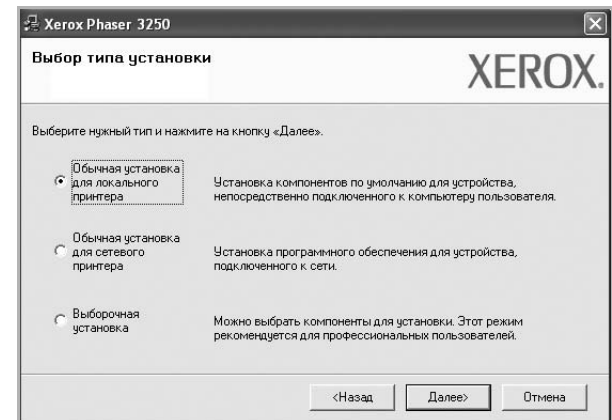 Xerox Phaser 3250
Выбор типа установки
XEROX.
Выберите нужный тип и нажмите на кнопку «Далее».
Обычная установка
для локального
принтера
Установка компонентов по умолчанию для устройства,
непосредственно подключенного к компьютеру пользователя.
Обычная установка
для сетевого
принтера
Установка программного обеспечения для устройства,
подключенного к сети.
Выборочная
установка
Можно выбрать компоненты для установки. Этот режим
рекомендуется для профессиональных пользователей.
<Назад
Далее>
Отмена